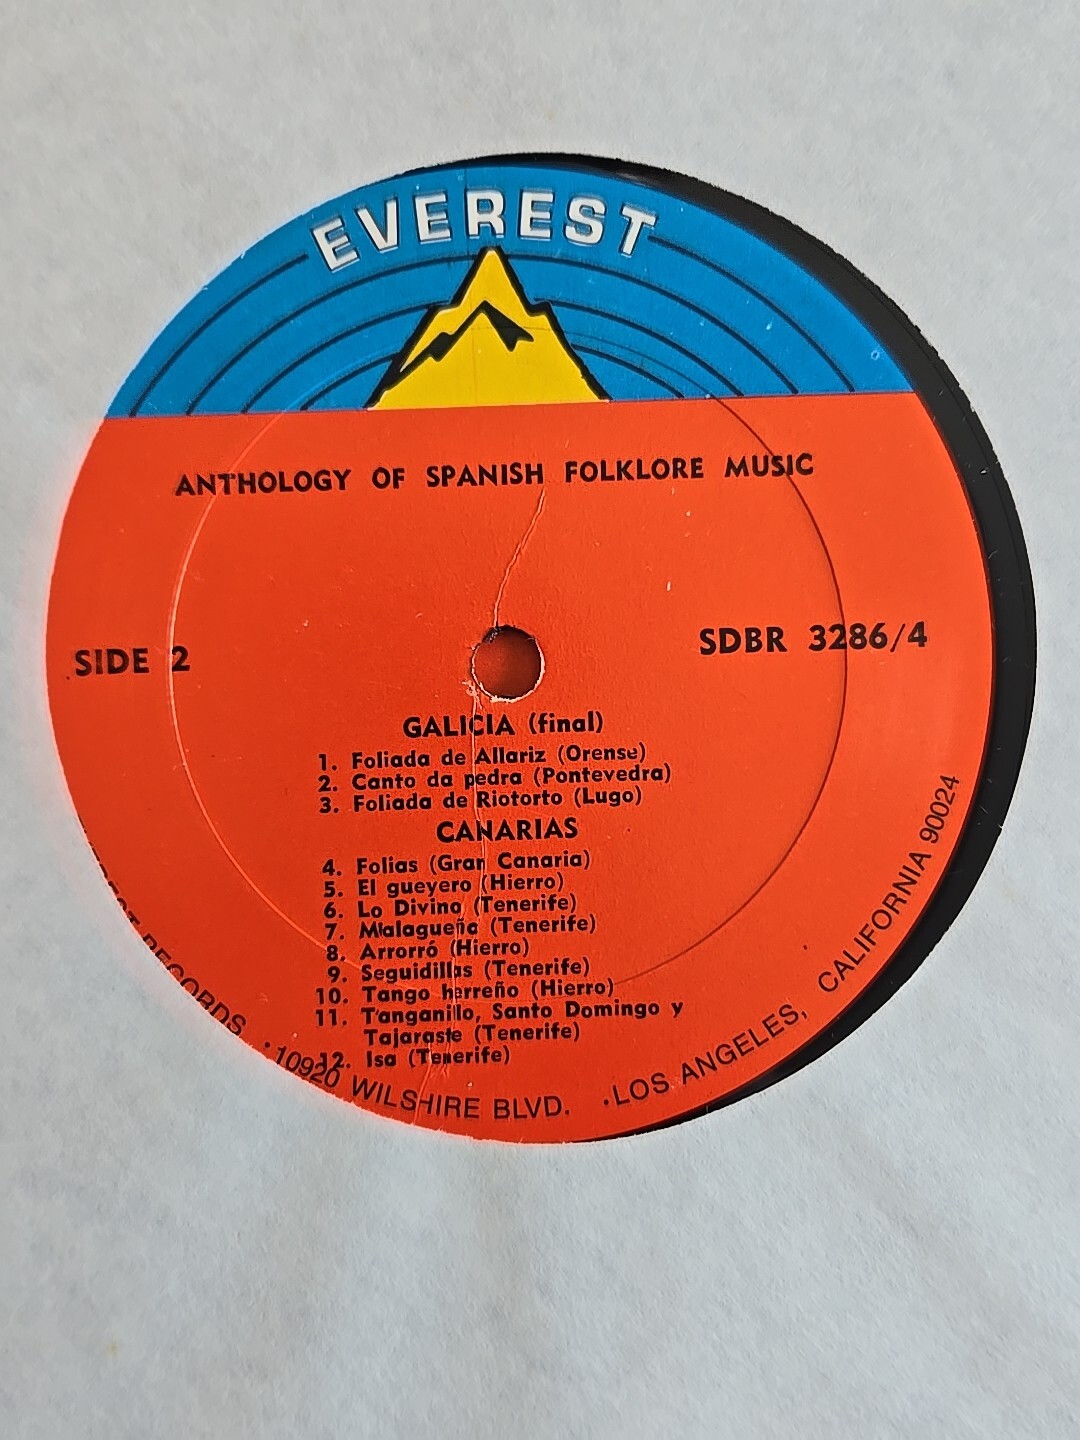 EVEREST
ANTHOLOGY OF SPANISH FOLKLORE MUSIC
SIDE 2
SDBR 3286/4
GALICIA (final)
1. Foliada de Allariz (Orense)
2. Canto da pedra (Pontevedra)
3. Foliada de Riotorto (Lugo)
CANARIAS
4. Folias (Gran Canaria)
5. El gueyero (Hierro)
6. Lo Divino (Tenerife)
7. Malagueña (Tenerife)
8. Arrorró (Hierro)
9. Seguidillas (Tenerife)
10. Tango herreño (Hierro)
11. Tanganillo, Santo Domingo y
Tajaraste (Tenerife)
12. Isa (Tenerife)
RECORDS. · 10920 WILSHIRE BLVD. · LOS ANGELES, CALIFORNIA 90024